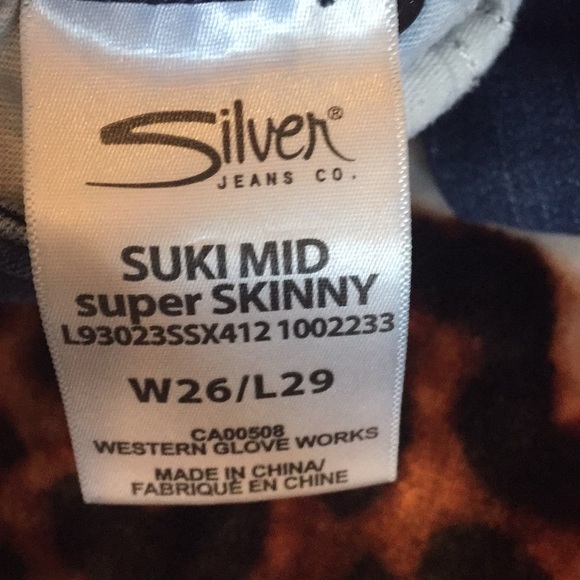 Silver®
JEANS CO.
SUKI MID
super SKINNY
L93023SSX412 1002233
W26/L29
CA00508
WESTERN GLOVE WORKS
MADE IN CHINA/
FABRIQUÉ EN CHINE